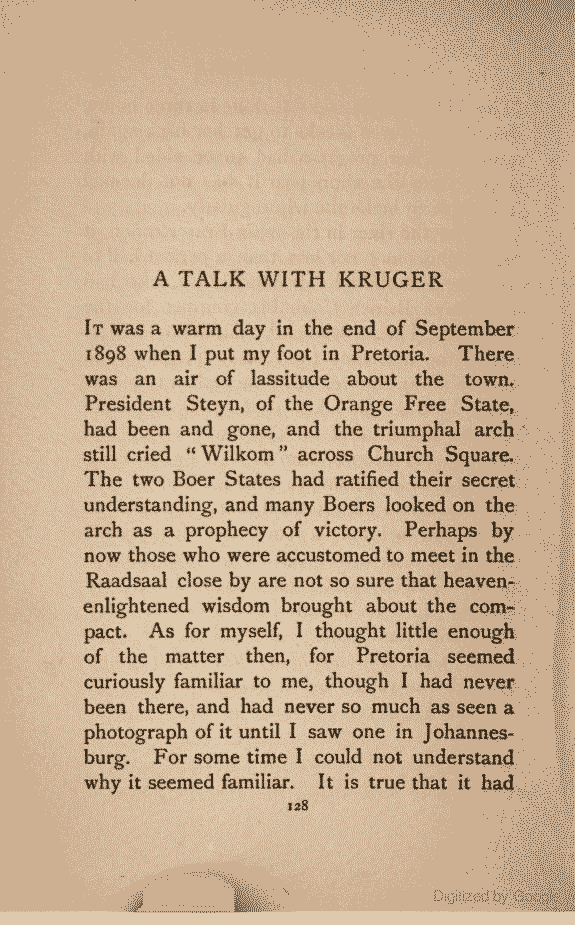 A TALK WITH KRUGER
IT was a warm day in the end of September
1898 when I put my foot in Pretoria. There
was an air of lassitude about the town.
President Steyn, of the Orange Free State,
had been and gone, and the triumphal arch
still cried “Wilkom” across Church Square.
The two Boer States had ratified their secret
understanding, and many Boers looked on the
arch as a prophecy of victory. Perhaps by
now those who were accustomed to meet in the
Raadsaal close by are not so sure that heaven-
enlightened wisdom brought about the com-
pact. As for myself, I thought little enough
of the matter then, for Pretoria seemed
curiously familiar to me, though I had never
been there, and had never so much as seen a
photograph of it until I saw one in Johannes-
burg. For some time I could not understand
why it seemed familiar. It is true that it had
128
Digitized by Google